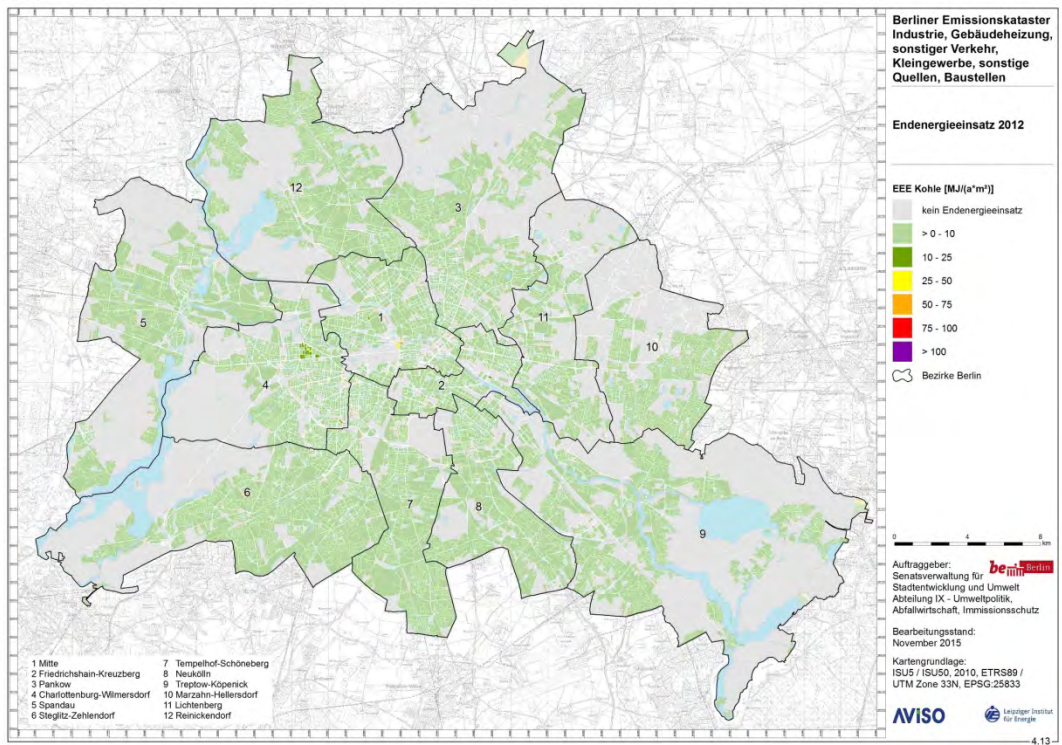 Berliner Emissionskataster
Industrie, Gebäudeheizung,
sonstiger Verkehr,
Kleingewerbe, sonstige
Quellen, Baustellen
Endenergieeinsatz 2012
EEE Kohle [MJ/(a*m²)]
kein Endenergieeinsatz
> 0 - 10
10 - 25
25 - 50
50 - 75
75 - 100
> 100
Bezirke Berlin
12
3
5
1
11
10
4
2
6
7
8
9
0 4 8
km
Auftraggeber:
be Berlin
Senatsverwaltung für
Stadtentwicklung und Umwelt
Abteilung IX - Umweltpolitik,
Abfallwirtschaft, Immissionsschutz
Bearbeitungsstand:
November 2015
Kartengrundlage:
ISU5 / ISU50, 2010, ETRS89 /
UTM Zone 33N, EPSG:25833
AVISO
Leipziger Institut
für Energie
1 Mitte
2 Friedrichshain-Kreuzberg
3 Pankow
4 Charlottenburg-Wilmersdorf
5 Spandau
6 Steglitz-Zehlendorf
7 Tempelhof-Schöneberg
8 Neukölln
9 Treptow-Köpenick
10 Marzahn-Hellersdorf
11 Lichtenberg
12 Reinickendorf
4.13